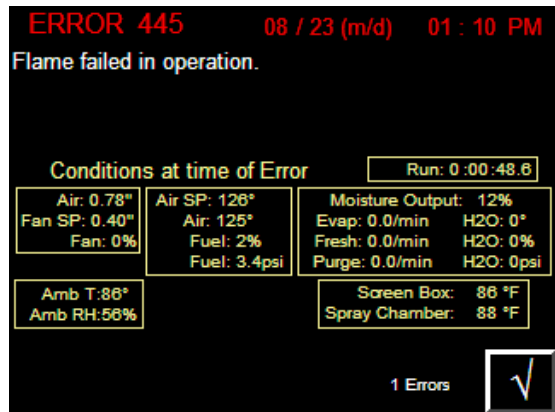 ERROR 445 08 / 23 (m/d) 01 : 10 PM
Flame failed in operation.
Conditions at time of Error
Run: 0 :00:48.6
Air: 0.78"
Fan SP: 0.40"
Fan: 0%
Air SP: 126°
Air: 125°
Fuel: 2%
Fuel: 3.4psi
Moisture Output: 12%
Evap: 0.0/min H2O: 0°
Fresh: 0.0/min H2O: 0%
Purge: 0.0/min H2O: 0psi
Amb T:86°
Amb RH:56%
Screen Box: 86 °F
Spray Chamber: 88 °F
1 Errors √